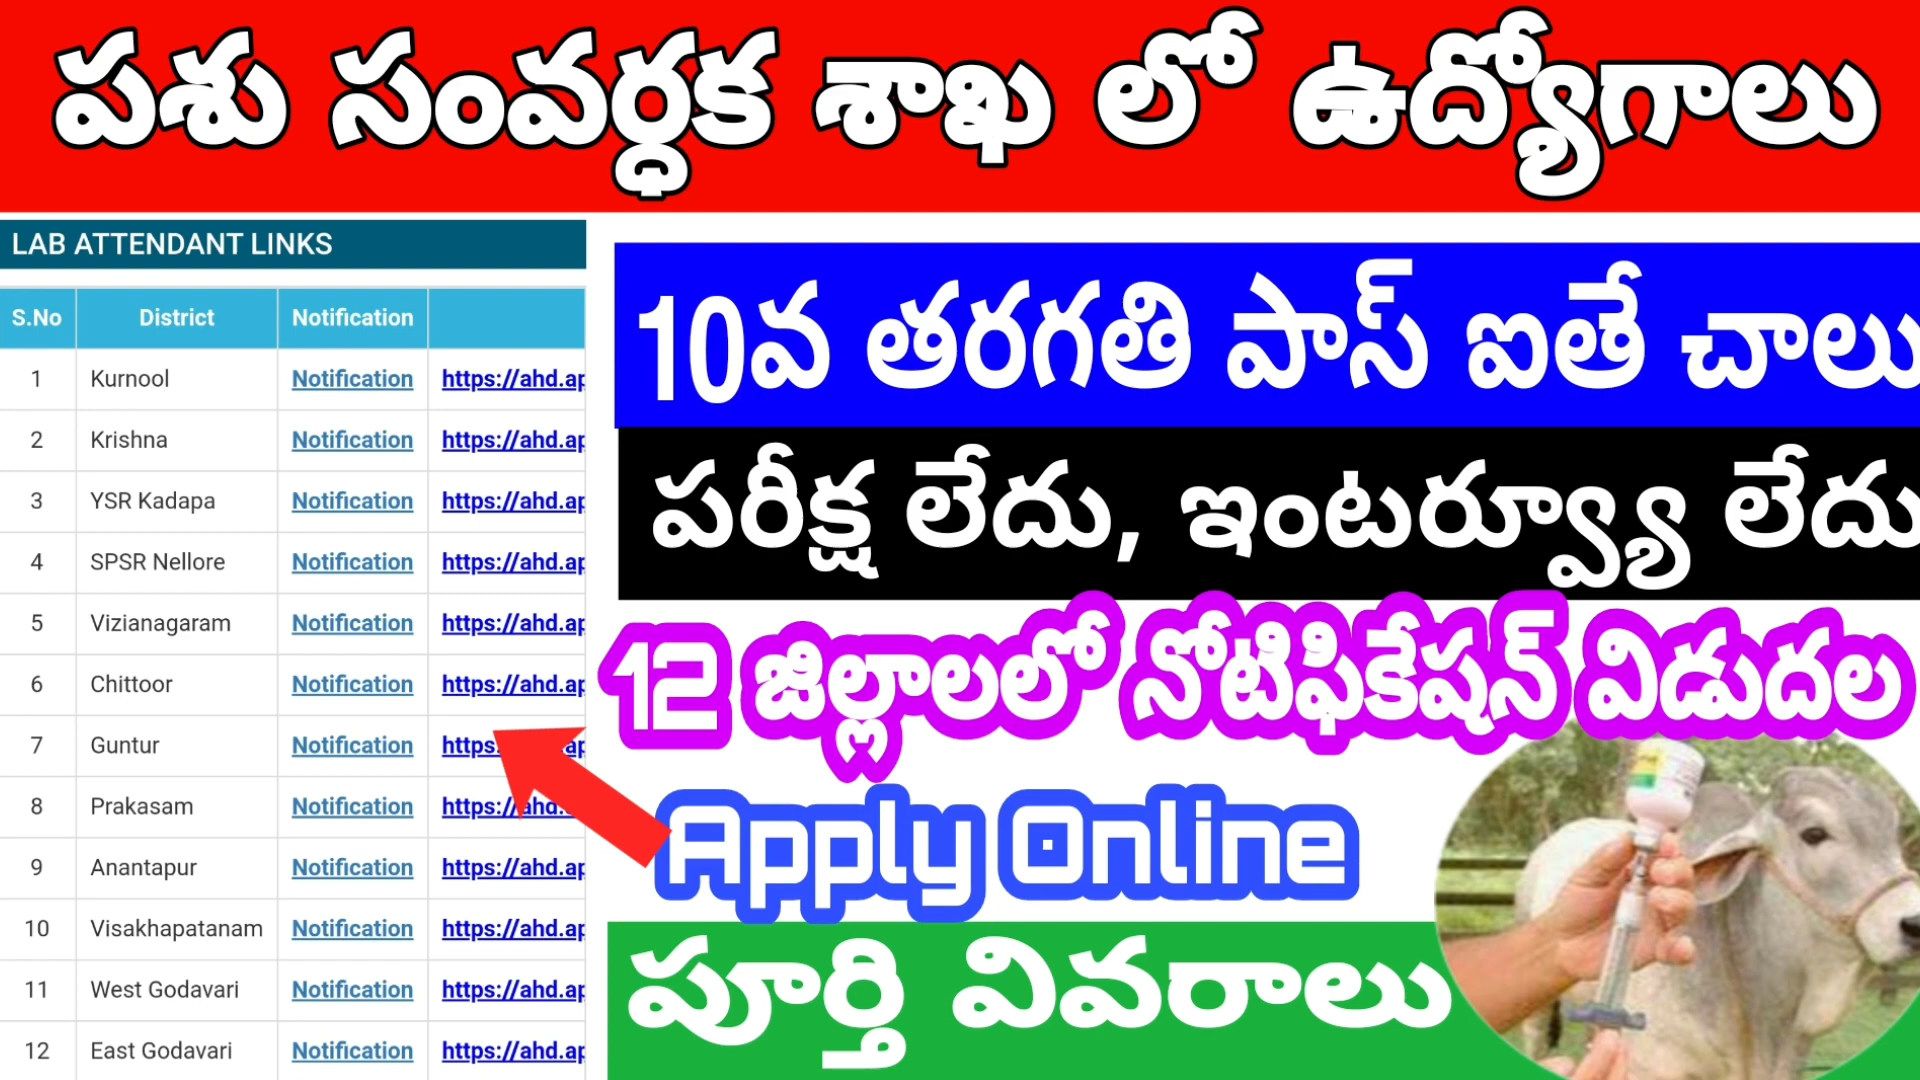 పశు సంవర్ధక శాఖ లో ఉద్యోగాలు
LAB ATTENDANT LINKS
S.No District Notification
1 Kurnool Notification https://ahd.ap
2 Krishna Notification https://ahd.ap
3 YSR Kadapa Notification https://ahd.ap
4 SPSR Nellore Notification https://ahd.ap
5 Vizianagaram Notification https://ahd.ap
6 Chittoor Notification https://ahd.ap
7 Guntur Notification https ap
8 Prakasam Notification https://ahd.
9 Anantapur Notification https://ahd.ap
10 Visakhapatanam Notification https://ahd.ap
11 West Godavari Notification https://ahd.ap
12 East Godavari Notification https://ahd.ap
10వ తరగతి పాస్ ఐతే చాలు
పరీక్ష లేదు, ఇంటర్వ్యూ లేదు
12 జిల్లాలలో నోటిఫికేషన్ విడుదల
Apply Online
పూర్తి వివరాలు